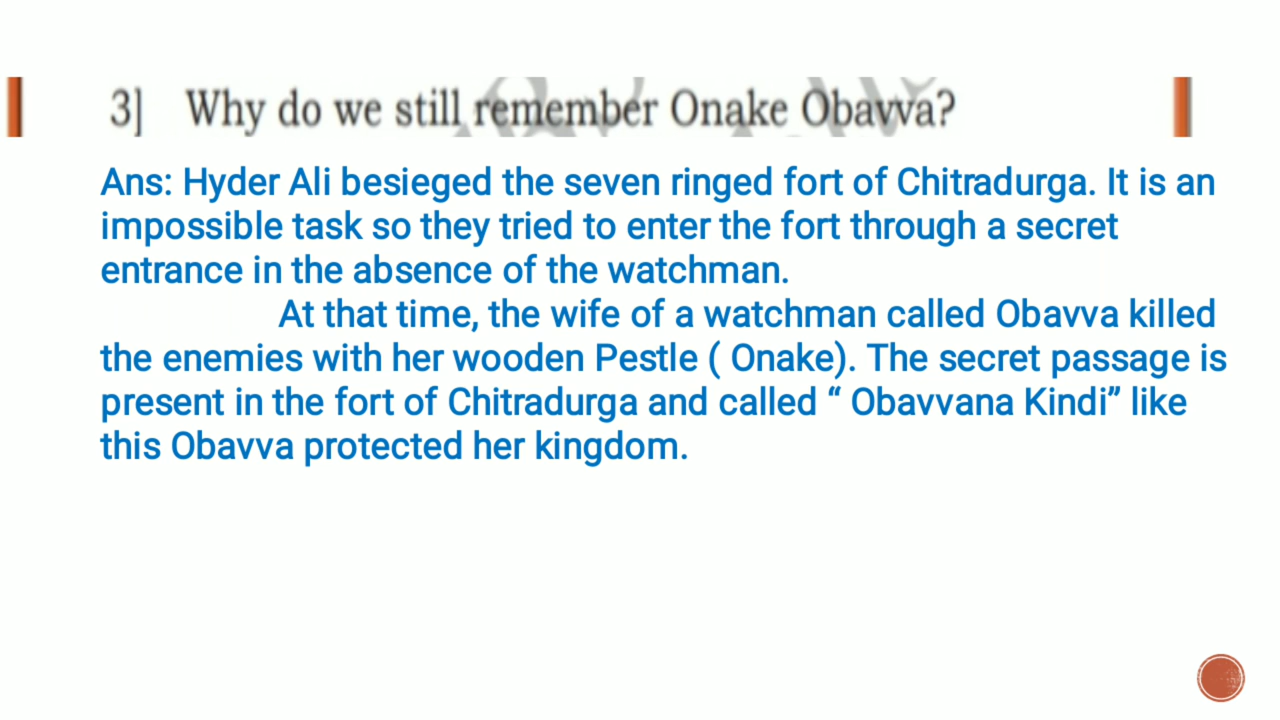 3] Why do we still remember Onake Obavva?
Ans: Hyder Ali besieged the seven ringed fort of Chitradurga. It is an
impossible task so they tried to enter the fort through a secret
entrance in the absence of the watchman.
At that time, the wife of a watchman called Obavva killed
the enemies with her wooden Pestle ( Onake). The secret passage is
present in the fort of Chitradurga and called “ Obavvana Kindi” like
this Obavva protected her kingdom.